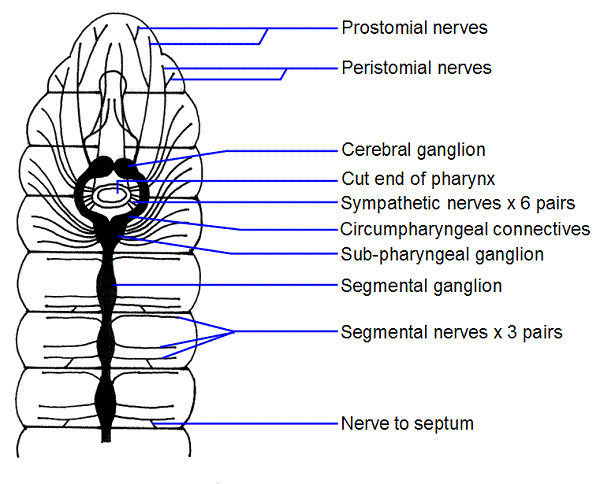 Prostomial nerves
Peristomial nerves
Cerebral ganglion
Cut end of pharynx
Sympathetic nerves x 6 pairs
Circumpharyngeal connectives
Sub-pharyngeal ganglion
Segmental ganglion
Segmental nerves x 3 pairs
Nerve to septum